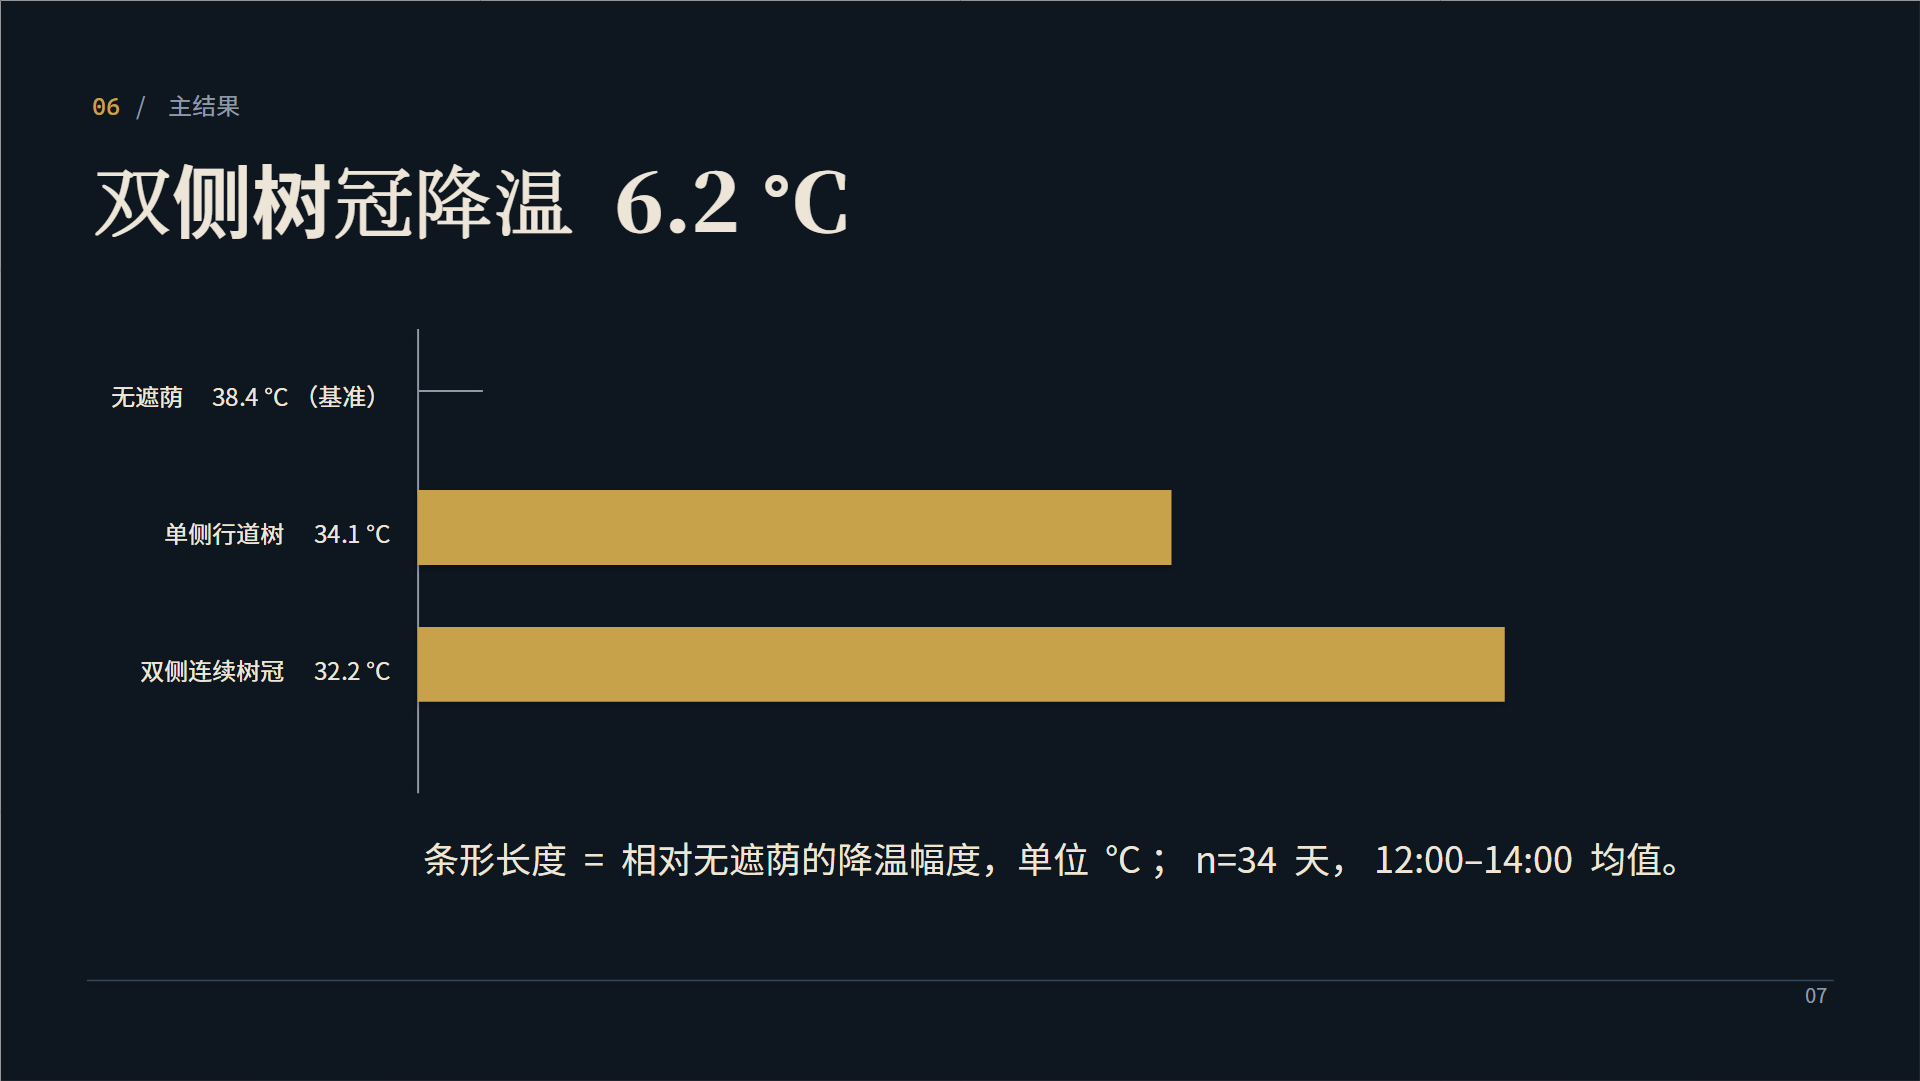 06 / 主结果
双侧树冠降温 6.2 °C
无遮荫 38.4 °C （基准）
单侧行道树 34.1 °C
双侧连续树冠 32.2 °C
条形长度 = 相对无遮荫的降温幅度，单位 °C； n=34 天， 12:00–14:00 均值。
07